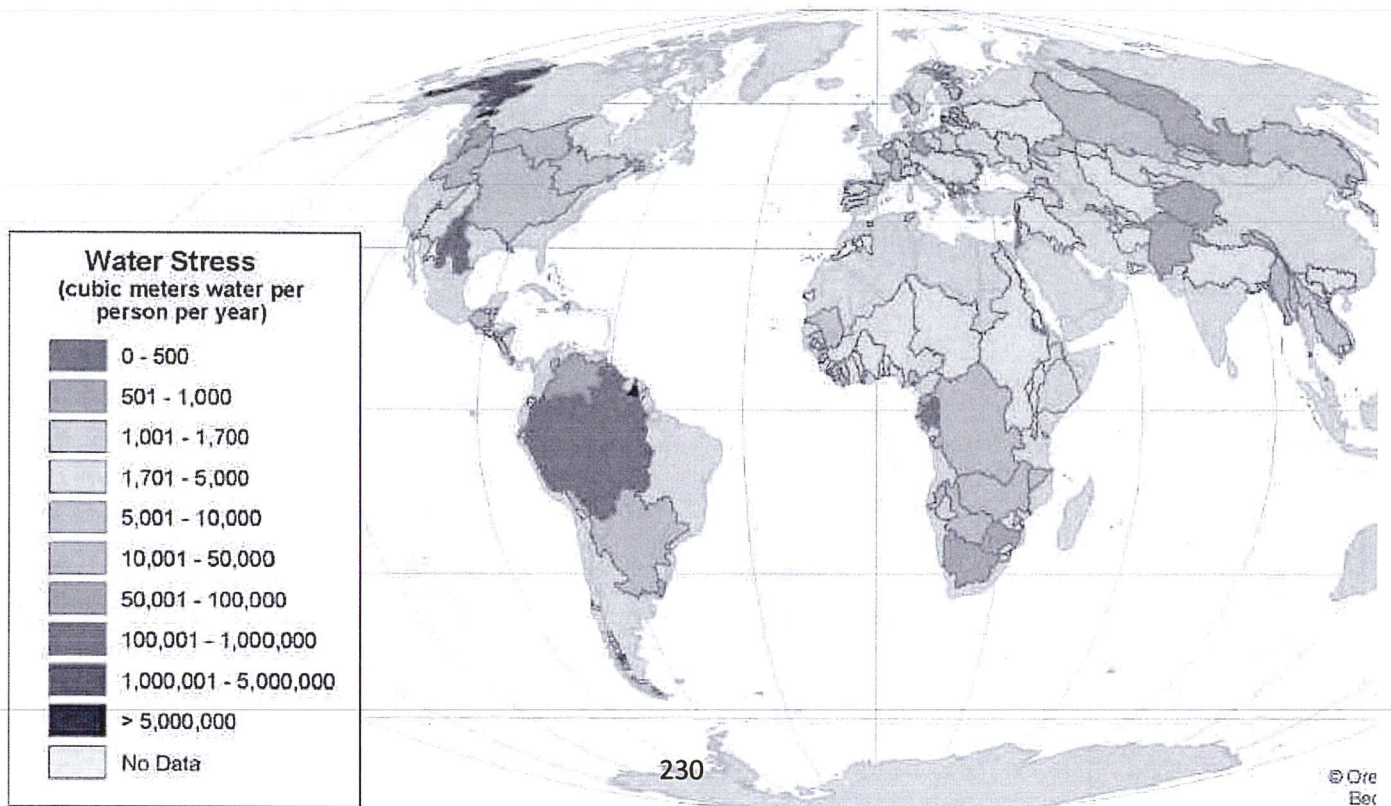 Water Stress
(cubic meters water per
person per year)
0 - 500
501 - 1,000
1,001 - 1,700
1,701 - 5,000
5,001 - 10,000
10,001 - 50,000
50,001 - 100,000
100,001 - 1,000,000
1,000,001 - 5,000,000
> 5,000,000
No Data
230
© Ore